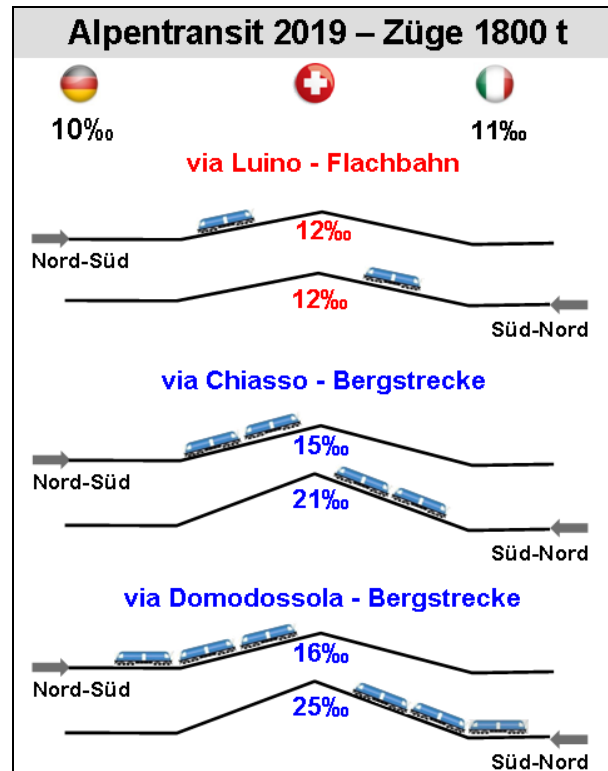 Alpentransit 2019 – Züge 1800 t
10‰ 11‰
via Luino - Flachbahn
12‰
Nord-Süd
12‰
Süd-Nord
via Chiasso - Bergstrecke
15‰
Nord-Süd
21‰
Süd-Nord
via Domodossola - Bergstrecke
16‰
Nord-Süd
25‰
Süd-Nord